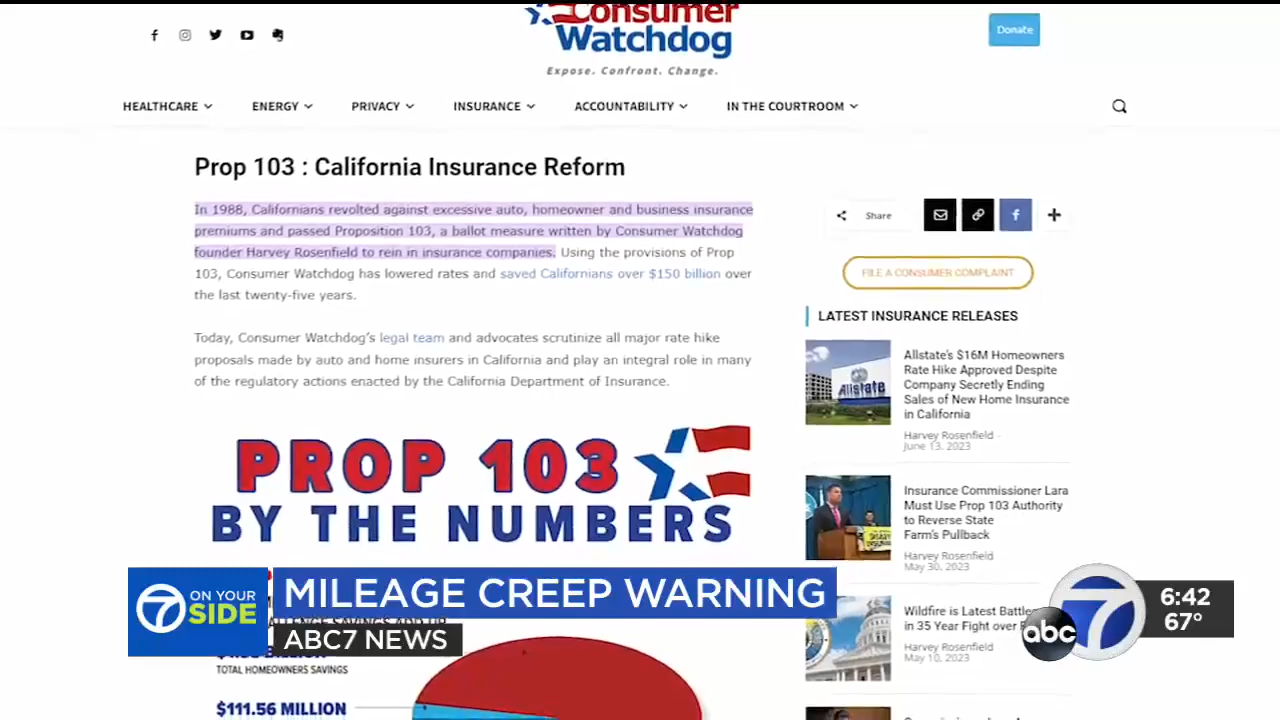 Consumer
Watchdog
Expose. Confront. Change.
Donate
HEALTHCARE
ENERGY
PRIVACY
INSURANCE
ACCOUNTABILITY
IN THE COURTROOM
Prop 103 : California Insurance Reform
In 1988, Californians revolted against excessive auto, homeowner and business insurance
premiums and passed Proposition 103, a ballot measure written by Consumer Watchdog
founder Harvey Rosenfield to rein in insurance companies. Using the provisions of Prop
103, Consumer Watchdog has lowered rates and saved Californians over $150 billion over
the last twenty-five years.
Today, Consumer Watchdog's legal team and advocates scrutinize all major rate hike
proposals made by auto and home insurers in California and play an integral role in many
of the regulatory actions enacted by the California Department of Insurance.
PROP 103
BY THE NUMBERS
TOTAL HOMEOWNERS SAVINGS
$111.56 MILLION
Share
FILE A CONSUMER COMPLAINT
LATEST INSURANCE RELEASES
Allstate
Allstate's $16M Homeowners
Rate Hike Approved Despite
Company Secretly Ending
Sales of New Home Insurance
in California
Harvey Rosenfield -
June 13, 2023
Insurance Commissioner Lara
Must Use Prop 103 Authority
to Reverse State
Farm's Pullback
Harvey Rosenfield
May 30, 2023
Wildfire is Latest Battle
in 35 Year Fight over
Harvey Rosenfield
May 10, 2023
7 ON YOUR
SIDE
MILEAGE CREEP WARNING
ABC7 NEWS
abc 7
6:42
67°